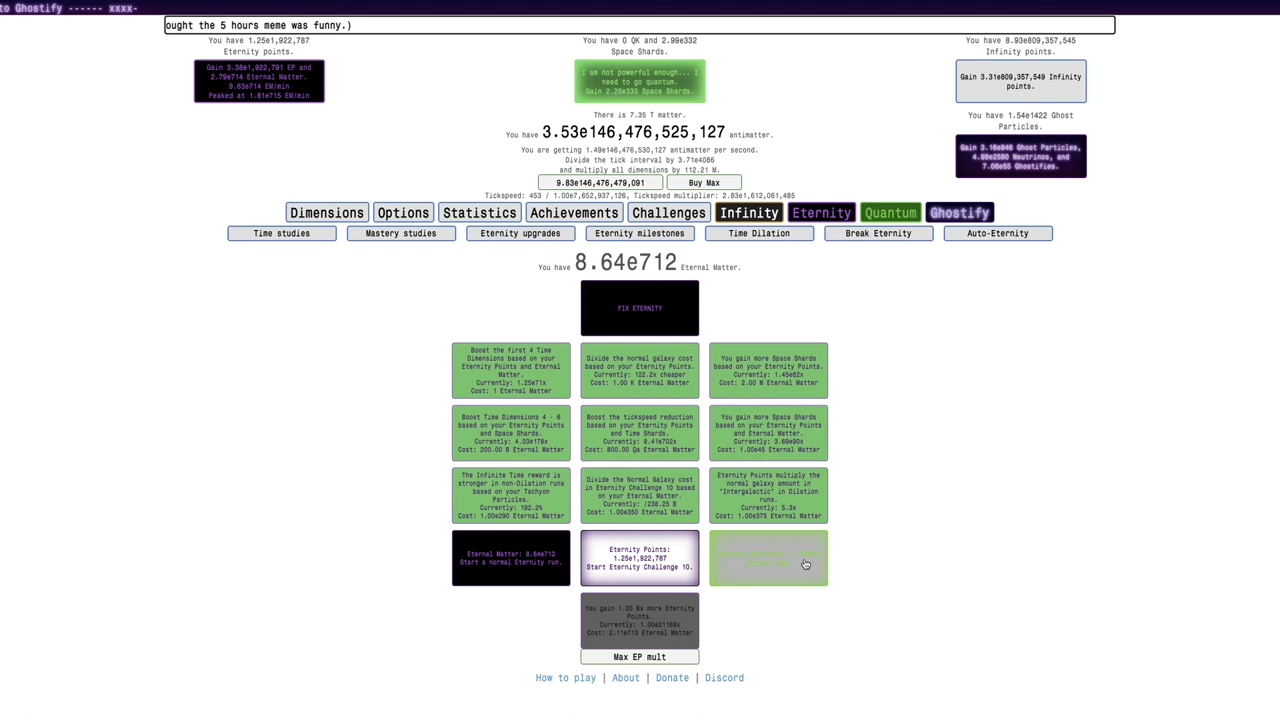 to Ghostify ------ xxxx-
ought the 5 hours meme was funny.)
You have 1.25e1,922,787
Eternity points.
Gain 3.38e1,922,791 EP and
2.79e714 Eternal Matter.
9.63e714 EM/min
Peaked at 1.81e715 EM/min
You have 0 QK and 2.99e332
Space Shards.
I am not powerful enough... I
need to go quantum.
Gain 2.26e333 Space Shards.
You have 8.93e809,357,545
Infinity points.
Gain 3.31e809,357,549 Infinity
points.
You have 1.54e1422 Ghost
Particles.
Gain 3.16e946 Ghost Particles,
4.99e2590 Neutrinos, and
7.06e55 Ghostifies.
There is 7.35 T matter.
You have 3.53e146,476,525,127 antimatter.
You are getting 1.49e146,476,530,127 antimatter per second.
Divide the tick interval by 3.71e4086
and multiply all dimensions by 112.21 M.
9.83e146,476,479,091 Buy Max
Tickspeed: 453 / 1.00e7,652,937,126, Tickspeed multiplier: 2.83e1,612,061,485
Dimensions Options Statistics Achievements Challenges Infinity Eternity Quantum Ghostify
Time studies Mastery studies Eternity upgrades Eternity milestones Time Dilation Break Eternity Auto-Eternity
You have 8.64e712 Eternal Matter.
FIX ETERNITY
Boost the first 4 Time
Dimensions based on your
Eternity Points and Eternal
Matter.
Currently: 1.25e71x
Cost: 1 Eternal Matter
Divide the normal galaxy cost
based on your Eternity Points.
Currently: 122.2x cheaper
Cost: 1.00 K Eternal Matter
You gain more Space Shards
based on your Eternity Points.
Currently: 1.45e62x
Cost: 2.00 M Eternal Matter
Boost Time Dimensions 4 - 6
based on your Eternity Points
and Space Shards.
Currently: 4.03e178x
Cost: 200.00 B Eternal Matter
Boost the tickspeed reduction
based on your Eternity Points
and Time Shards.
Currently: 8.41e702x
Cost: 800.00 Qa Eternal Matter
You gain more Space Shards
based on your Eternity Points
and Eternal Matter.
Currently: 3.69e90x
Cost: 1.00e45 Eternal Matter
The Infinite Time reward is
stronger in non-Dilation runs
based on your Tachyon
Particles.
Currently: 192.2%
Cost: 1.00e290 Eternal Matter
Divide the Normal Galaxy cost
in Eternity Challenge 10 based
on your Eternal Matter.
Currently: /238.25 B
Cost: 1.00e350 Eternal Matter
Eternity Points multiply the
normal galaxy amount in
"Intergalactic" in Dilation
runs.
Currently: 5.3x
Cost: 1.00e375 Eternal Matter
Eternal Matter: 8.64e712
Start a normal Eternity run.
Eternity Points:
1.25e1,922,787
Start Eternity Challenge 10.
You gain 1.00 Bx more Eternity
Points.
Currently: 1.00e21168x
Cost: 2.11e713 Eternal Matter
Max EP mult
How to play | About | Donate | Discord